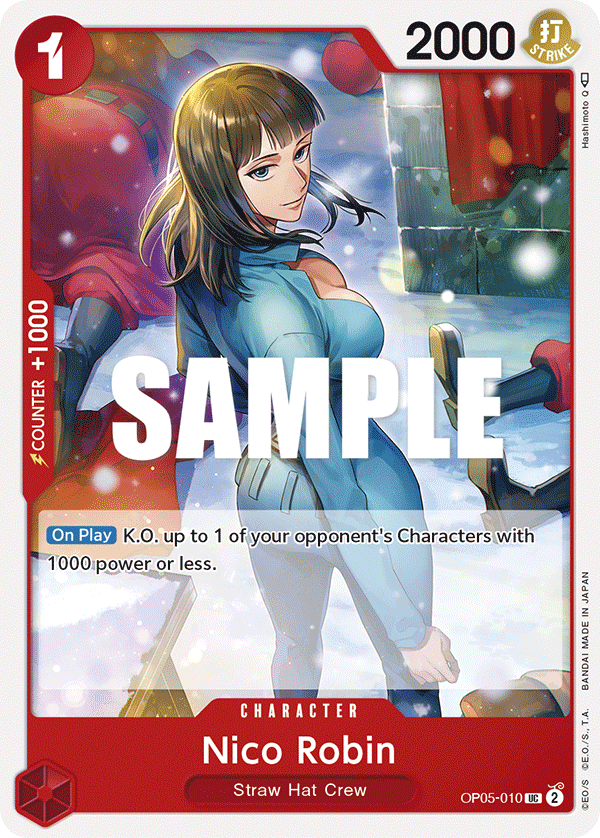 1
2000
打
STRIKE
Hashimoto Q
COUNTER +1000
SAMPLE
On Play K.O. up to 1 of your opponent's Characters with
1000 power or less.
CHARACTER
Nico Robin
Straw Hat Crew
OP05-010 UC 2
©E.O/S ©E.O./S., T.A. BANDAI MADE IN JAPAN